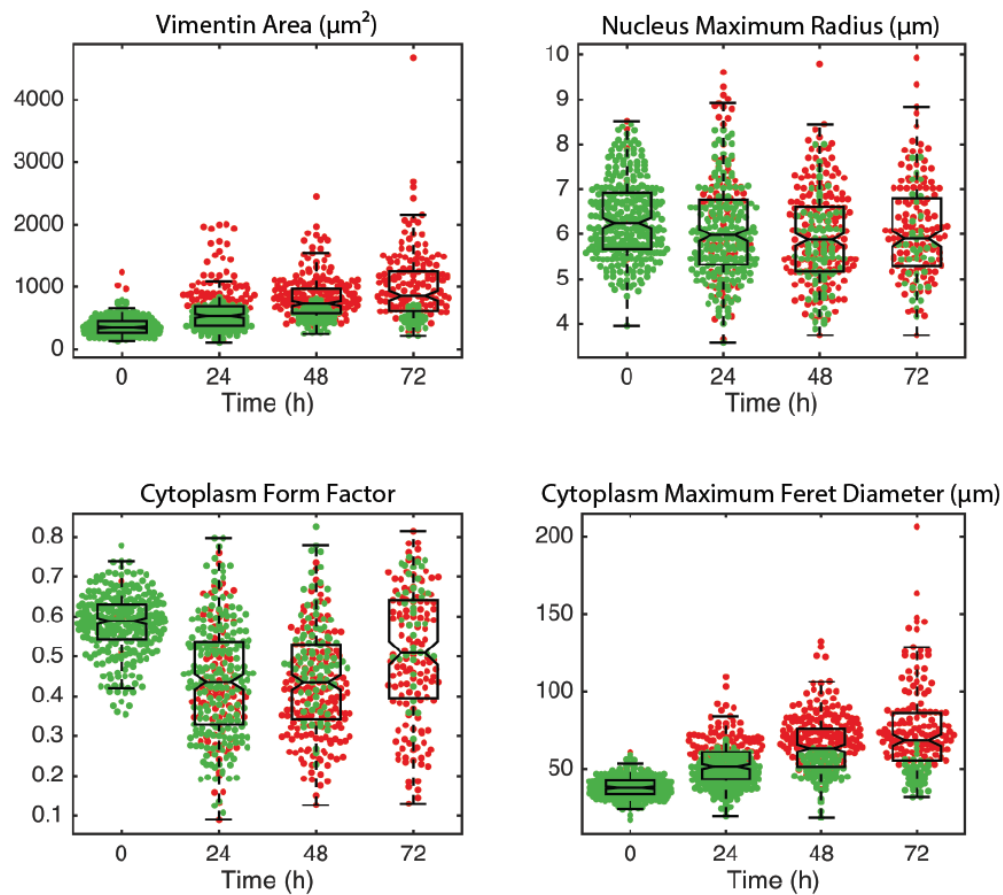 Vimentin Area (µm²)
4000
3000
2000
1000
0
0 24 48 72
Time (h)
Nucleus Maximum Radius (µm)
10
9
8
7
6
5
4
0 24 48 72
Time (h)
Cytoplasm Form Factor
0.8
0.7
0.6
0.5
0.4
0.3
0.2
0.1
0 24 48 72
Time (h)
Cytoplasm Maximum Feret Diameter (µm)
200
150
100
50
0 24 48 72
Time (h)